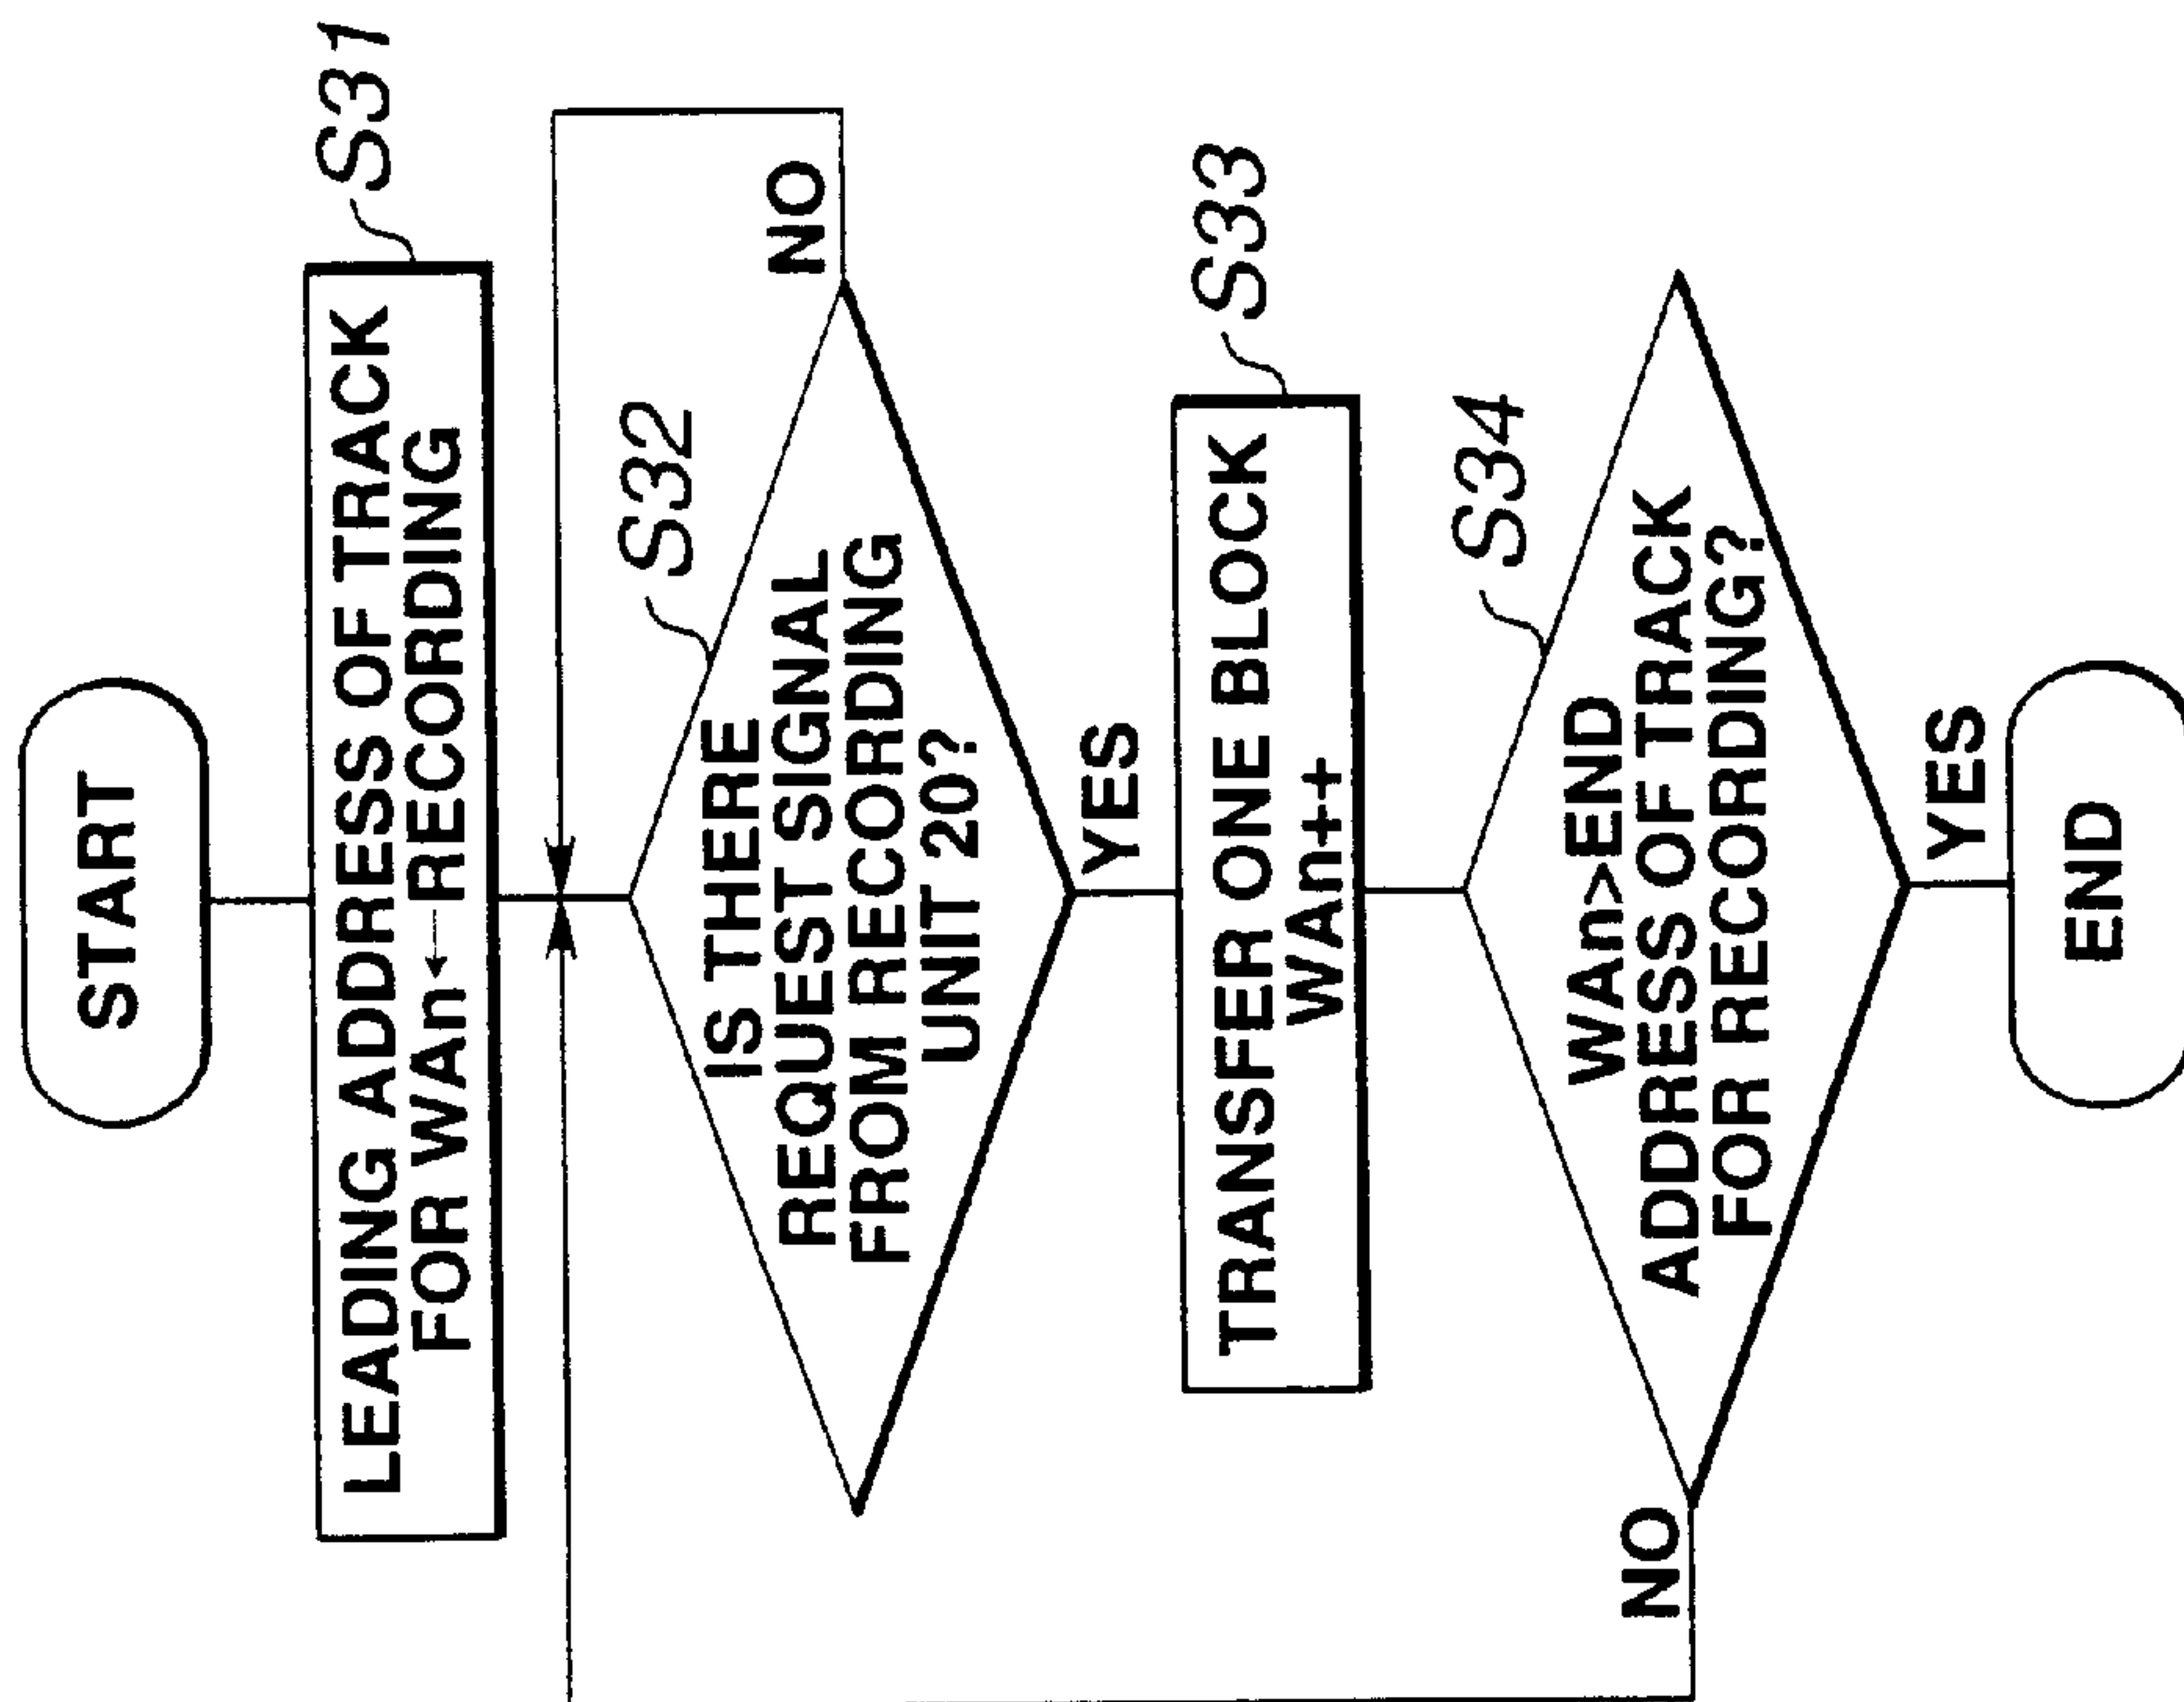 START
LEADING ADDRESS OF TRACK
FOR WAn←RECORDING
S31
IS THERE
REQUEST SIGNAL
FROM RECORDING
UNIT 20?
S32
NO
YES
TRANSFER ONE BLOCK
WAn++
S33
WAn>END
ADDRESS OF TRACK
FOR RECORDING?
S34
NO
YES
END